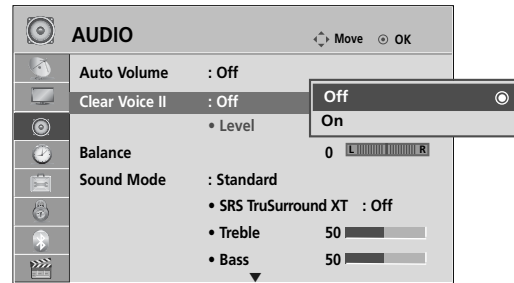 AUDIO
Move OK
Auto Volume : Off
Clear Voice II : Off
• Level
Off
On
Balance 0 L R
Sound Mode : Standard
• SRS TruSurround XT : Off
• Treble 50
• Bass 50